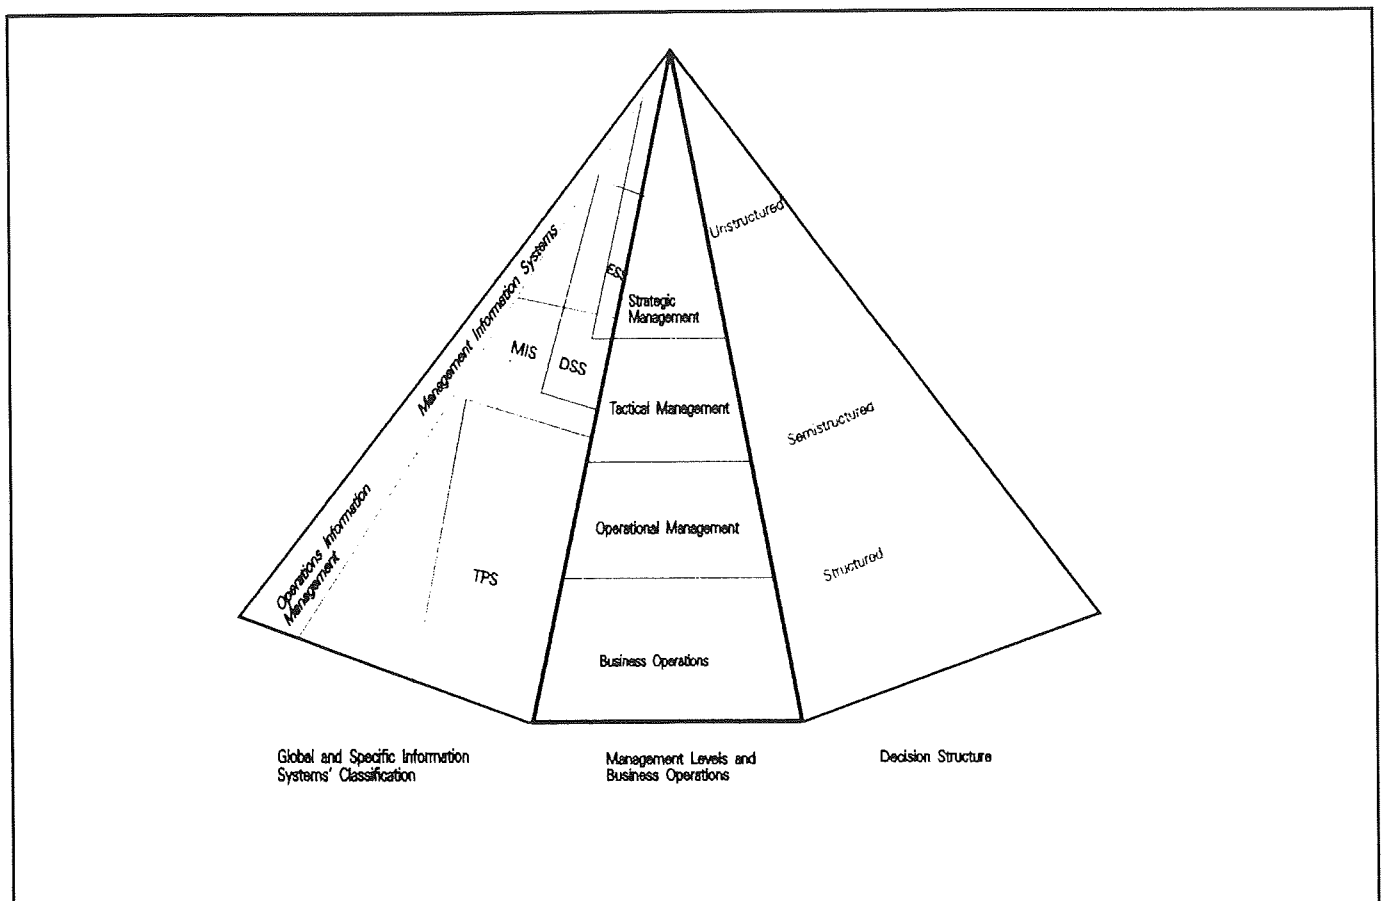 Unstructured
Management Information Systems
ES
Strategic
Management
MIS
DSS
Tactical Management
Semistructured
Operations Information
Management
Operational Management
Structured
TPS
Business Operations
Global and Specific Information
Systems' Classification
Management Levels and
Business Operations
Decision Structure